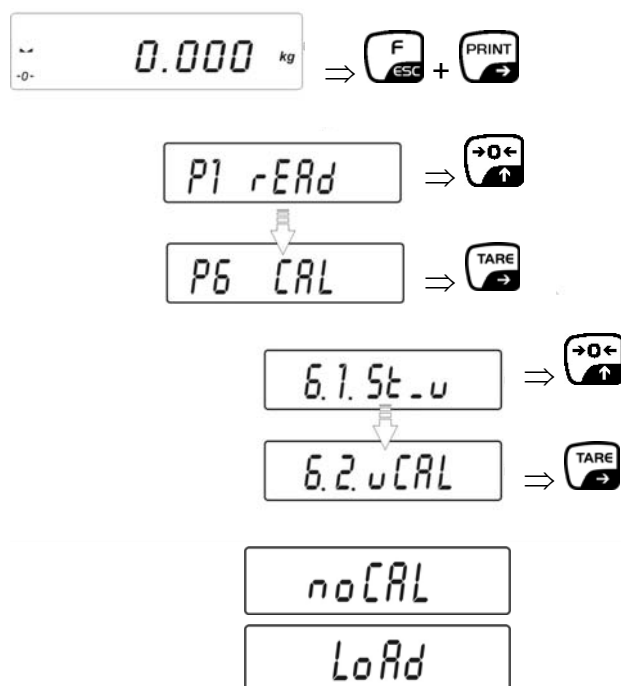 -0- 0.000 kg ⇒ F ESC + PRINT →
P1 rEAd ⇒ →0← ↑
P6 CAL ⇒ TARE →
6.1.St_u ⇒ →0← ↑
6.2.uCAL ⇒ TARE →
noCAL
LoAd